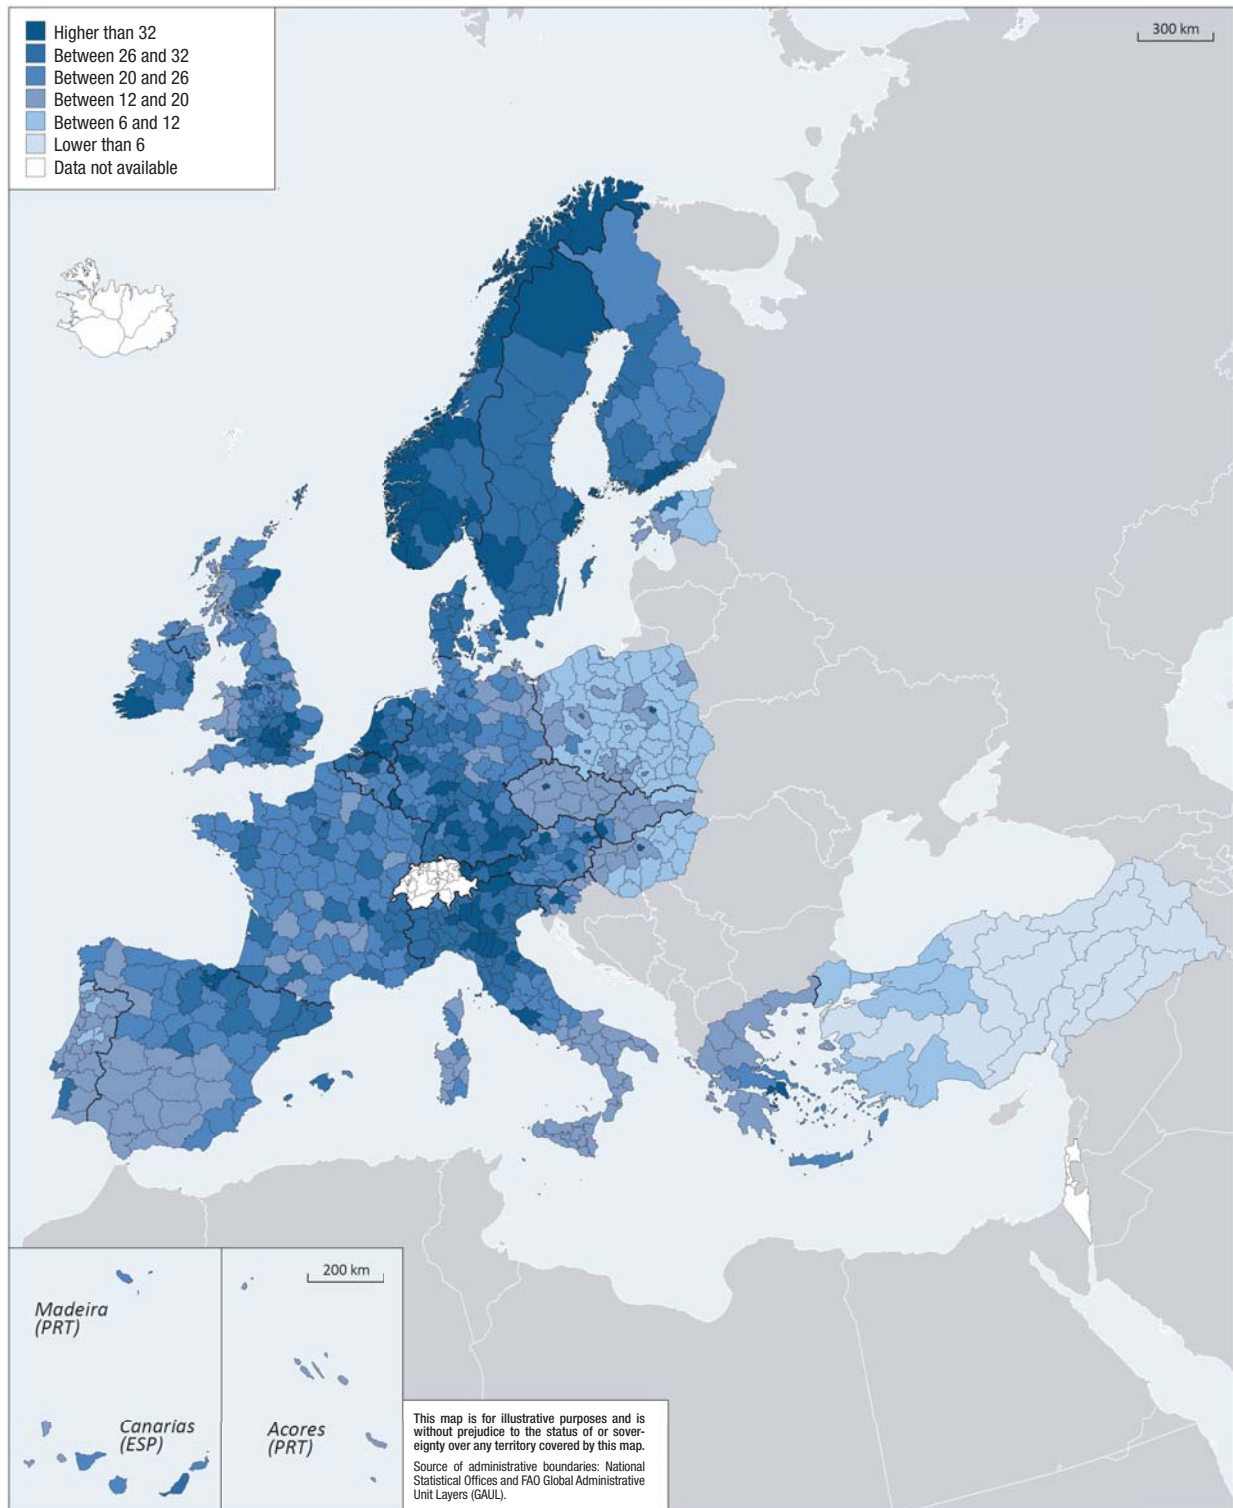 Higher than 32
Between 26 and 32
Between 20 and 26
Between 12 and 20
Between 6 and 12
Lower than 6
Data not available
300 km
200 km
Madeira
(PRT)
Canarias
(ESP)
Acores
(PRT)
This map is for illustrative purposes and is
without prejudice to the status of or sover-
eignty over any territory covered by this map.
Source of administrative boundaries: National
Statistical Offices and FAO Global Administrative
Unit Layers (GAUL).